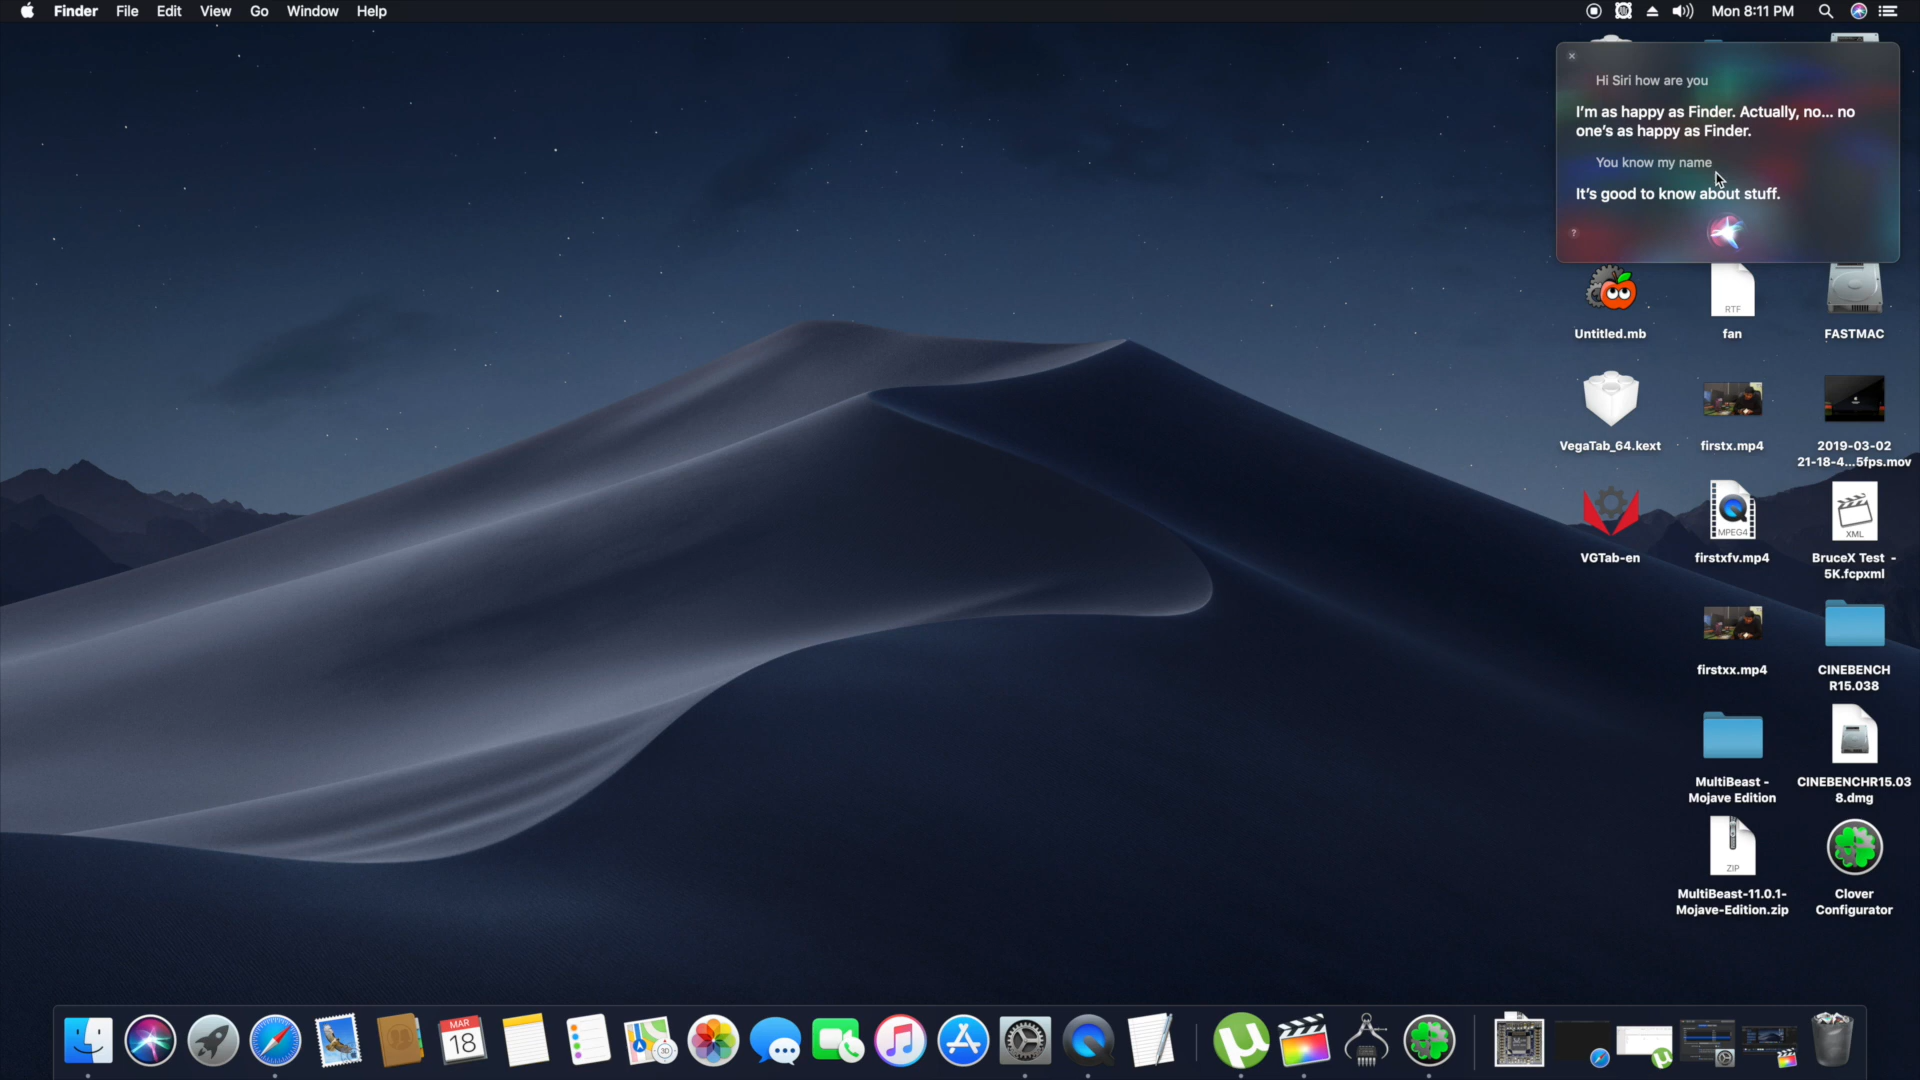 Finder File Edit View Go Window Help
Mon 8:11 PM
Hi Siri how are you
I'm as happy as Finder. Actually, no... no
one's as happy as Finder.
You know my name
It's good to know about stuff.
?
RTF
Untitled.mb
fan
FASTMAC
VegaTab_64.kext
firstx.mp4
2019-03-02
21-18-4...5fps.mov
MPEG4
XML
VGTab-en
firstxfv.mp4
BruceX Test -
5K.fcpxml
firstxx.mp4
CINEBENCH
R15.038
MultiBeast -
Mojave Edition
CINEBENCHR15.03
8.dmg
ZIP
MultiBeast-11.0.1-
Mojave-Edition.zip
Clover
Configurator
MAR
18
3D